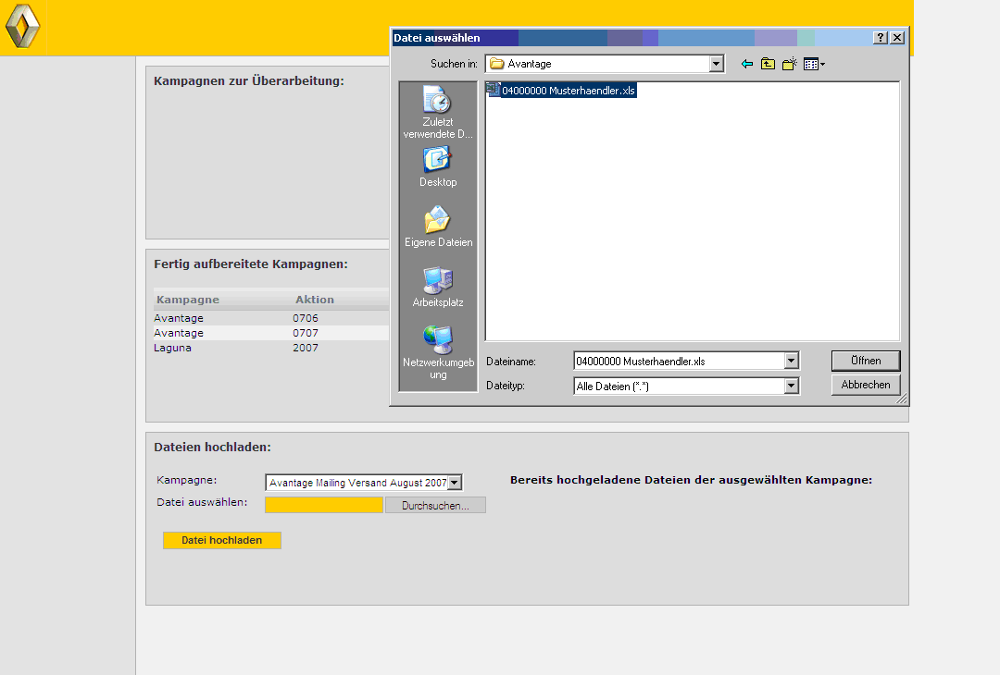 Kampagnen zur Überarbeitung:
Datei auswählen
Suchen in:
Avantage
04000000 Musterhaendler.xls
Zuletzt
verwendete D...
Desktop
Eigene Dateien
Arbeitsplatz
Netzwerkumgeb
ung
Dateiname:
04000000 Musterhaendler.xls
Öffnen
Dateityp:
Alle Dateien (*.*)
Abbrechen
Fertig aufbereitete Kampagnen:
Kampagne Aktion
Avantage 0706
Avantage 0707
Laguna 2007
Dateien hochladen:
Kampagne:
Avantage Mailing Versand August 2007
Bereits hochgeladene Dateien der ausgewählten Kampagne:
Datei auswählen:
Durchsuchen...
Datei hochladen